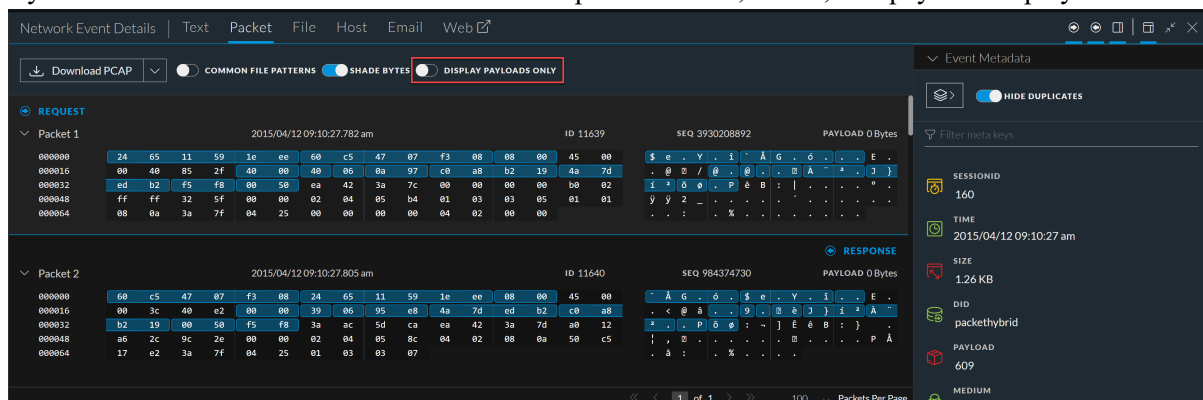 Network Event Details Text Packet File Host Email Web
Download PCAP COMMON FILE PATTERNS SHADE BYTES DISPLAY PAYLOADS ONLY
REQUEST
Packet 1 2015/04/12 09:10:27.782 am ID 11639 SEQ 3930208892 PAYLOAD 0 Bytes
000000 24 65 11 59 1e ee 60 c5 47 07 f3 08 08 00 45 00 $ e . Y . î ` Å G . ó . . . E .
000016 00 40 85 2f 40 00 40 06 0a 97 c0 a8 b2 19 4a 7d . @ / @ . @ . . À ¨ ² . J }
000032 ed b2 f5 f8 00 50 ea 42 3a 7c 00 00 00 00 b0 02 í ² õ ø . P ê B : | . . . . ° .
000048 ff ff 32 5f 00 00 02 04 05 b4 01 03 03 05 01 01 ÿ ÿ 2 _ . . . . . ´ . . . . . .
000064 08 0a 3a 7f 04 25 00 00 00 00 04 02 00 00 . . : . . % . . . . . . . .
RESPONSE
Packet 2 2015/04/12 09:10:27.805 am ID 11640 SEQ 984374730 PAYLOAD 0 Bytes
000000 60 c5 47 07 f3 08 24 65 11 59 1e ee 08 00 45 00 ` Å G . ó . $ e . Y . î . . E .
000016 00 3c 40 e2 00 00 39 06 95 e8 4a 7d ed b2 c0 a8 . < @ â . . 9 . è J } í ² À ¨
000032 b2 19 00 50 f5 f8 3a ac 5d ca ea 42 3a 7d a0 12 ² . . P õ ø : ¬ ] Ê ê B : } .
000048 a6 2c 9c 2e 00 00 02 04 05 8c 04 02 08 0a 50 c5 ¦ , . . . . . . . . . . P Å
000064 17 e2 3a 7f 04 25 01 03 03 07 . â : . . % . . . .
1 of 1 100 Packets Per Page
Event Metadata
HIDE DUPLICATES
Filter meta keys
SESSIONID
160
TIME
2015/04/12 09:10:27 am
SIZE
1.26 KB
DID
packethybrid
PAYLOAD
609
MEDIUM